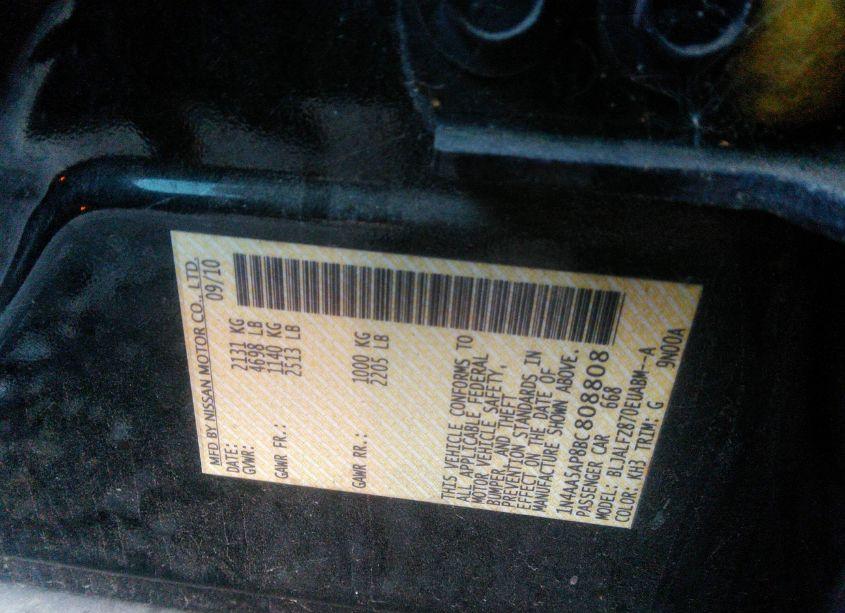 MFD BY NISSAN MOTOR CO., LTD.
DATE: 09/10
GVWR: 2131 KG
4698 LB
GAWR FR.: 1140 KG
2513 LB
GAWR RR.: 1000 KG
2205 LB
THIS VEHICLE CONFORMS TO
ALL APPLICABLE FEDERAL
MOTOR VEHICLE SAFETY,
BUMPER, AND THEFT
PREVENTION STANDARDS IN
EFFECT ON THE DATE OF
MANUFACTURE SHOWN ABOVE.
1N4AA5AP8BC808808
PASSENGER CAR 668
MODEL: BLJALFZ870EUABM--A
COLOR: KH3 TRIM: G 9N00A